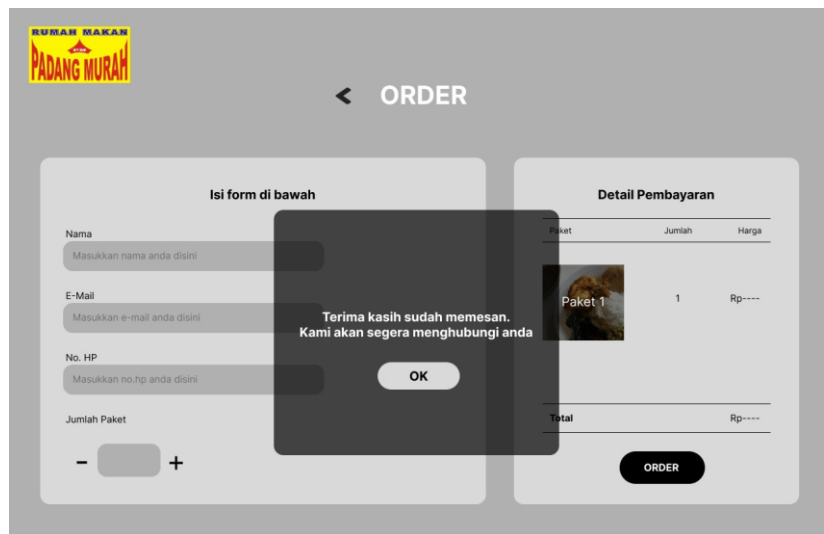 RUMAH MAKAN
PADANG MURAH
< ORDER
Isi form di bawah
Nama
Masukkan nama anda disini
E-Mail
Masukkan e-mail anda disini
No. HP
Masukkan no.hp anda disini
Jumlah Paket
- +
Terima kasih sudah memesan.
Kami akan segera menghubungi anda
OK
Detail Pembayaran
Paket Jumlah Harga
Paket 1 1 Rp----
Total Rp----
ORDER